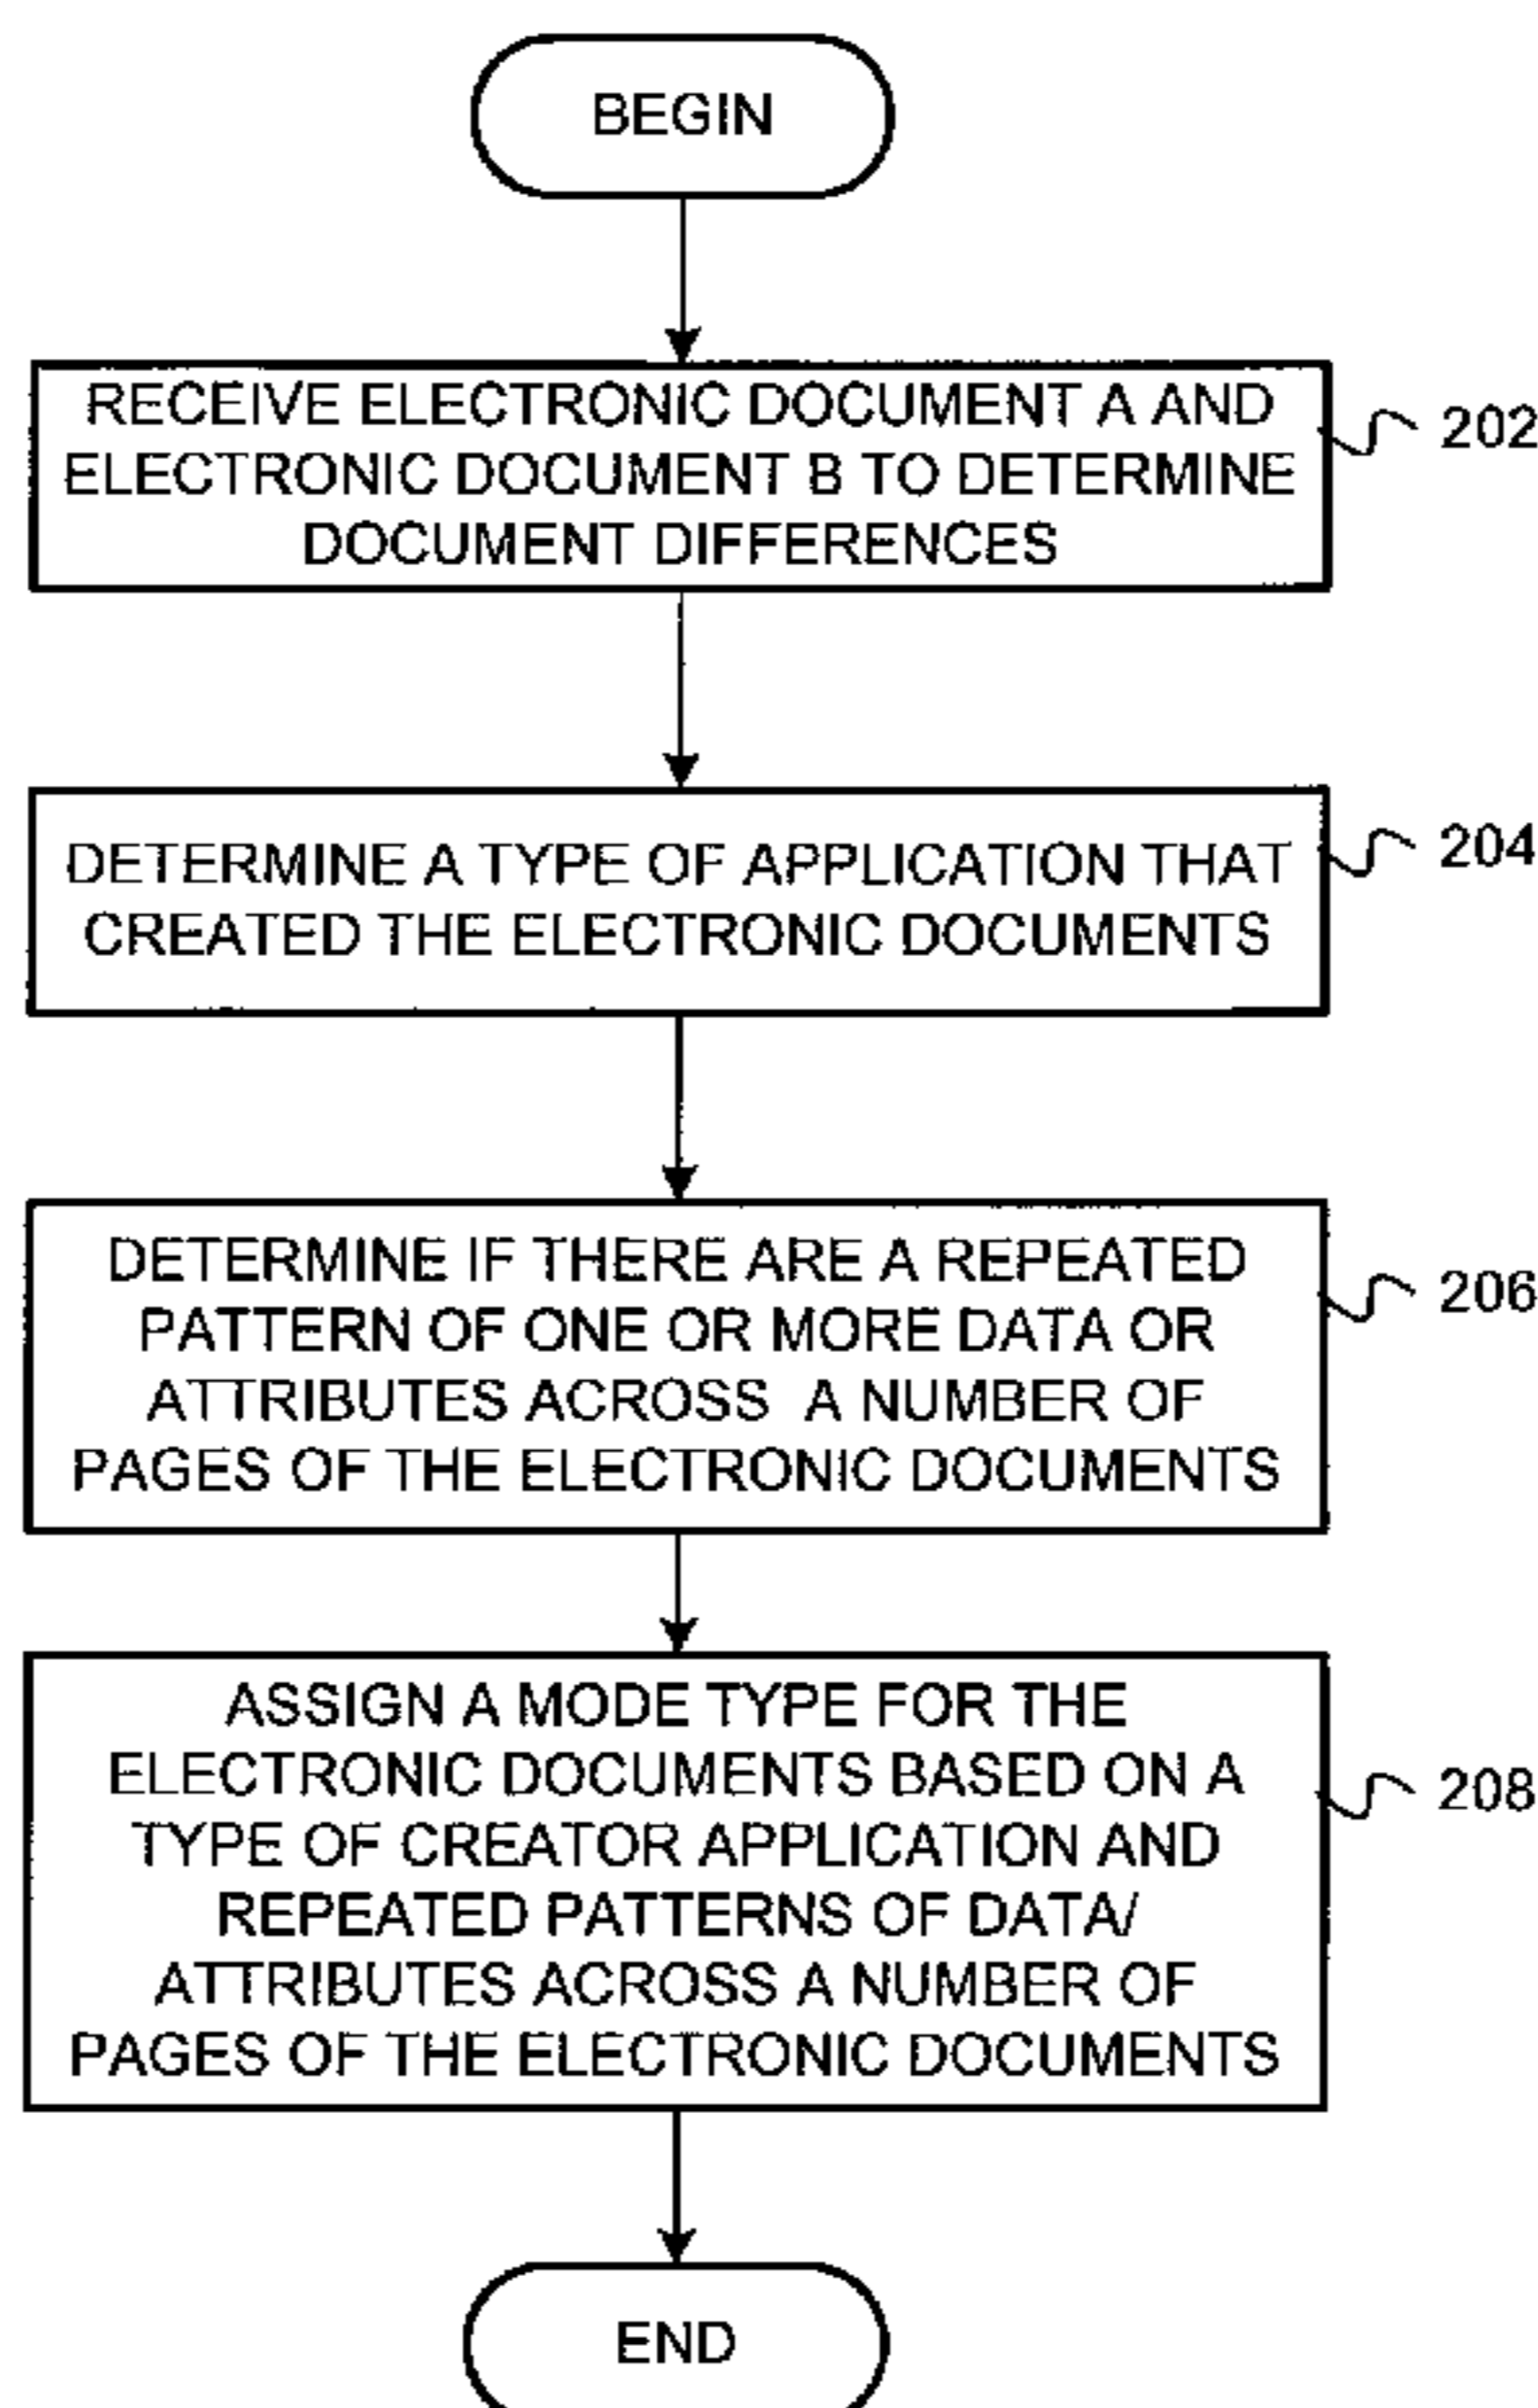 BEGIN
RECEIVE ELECTRONIC DOCUMENT A AND
ELECTRONIC DOCUMENT B TO DETERMINE
DOCUMENT DIFFERENCES
202
DETERMINE A TYPE OF APPLICATION THAT
CREATED THE ELECTRONIC DOCUMENTS
204
DETERMINE IF THERE ARE A REPEATED
PATTERN OF ONE OR MORE DATA OR
ATTRIBUTES ACROSS A NUMBER OF
PAGES OF THE ELECTRONIC DOCUMENTS
206
ASSIGN A MODE TYPE FOR THE
ELECTRONIC DOCUMENTS BASED ON A
TYPE OF CREATOR APPLICATION AND
REPEATED PATTERNS OF DATA/
ATTRIBUTES ACROSS A NUMBER OF
PAGES OF THE ELECTRONIC DOCUMENTS
208
END